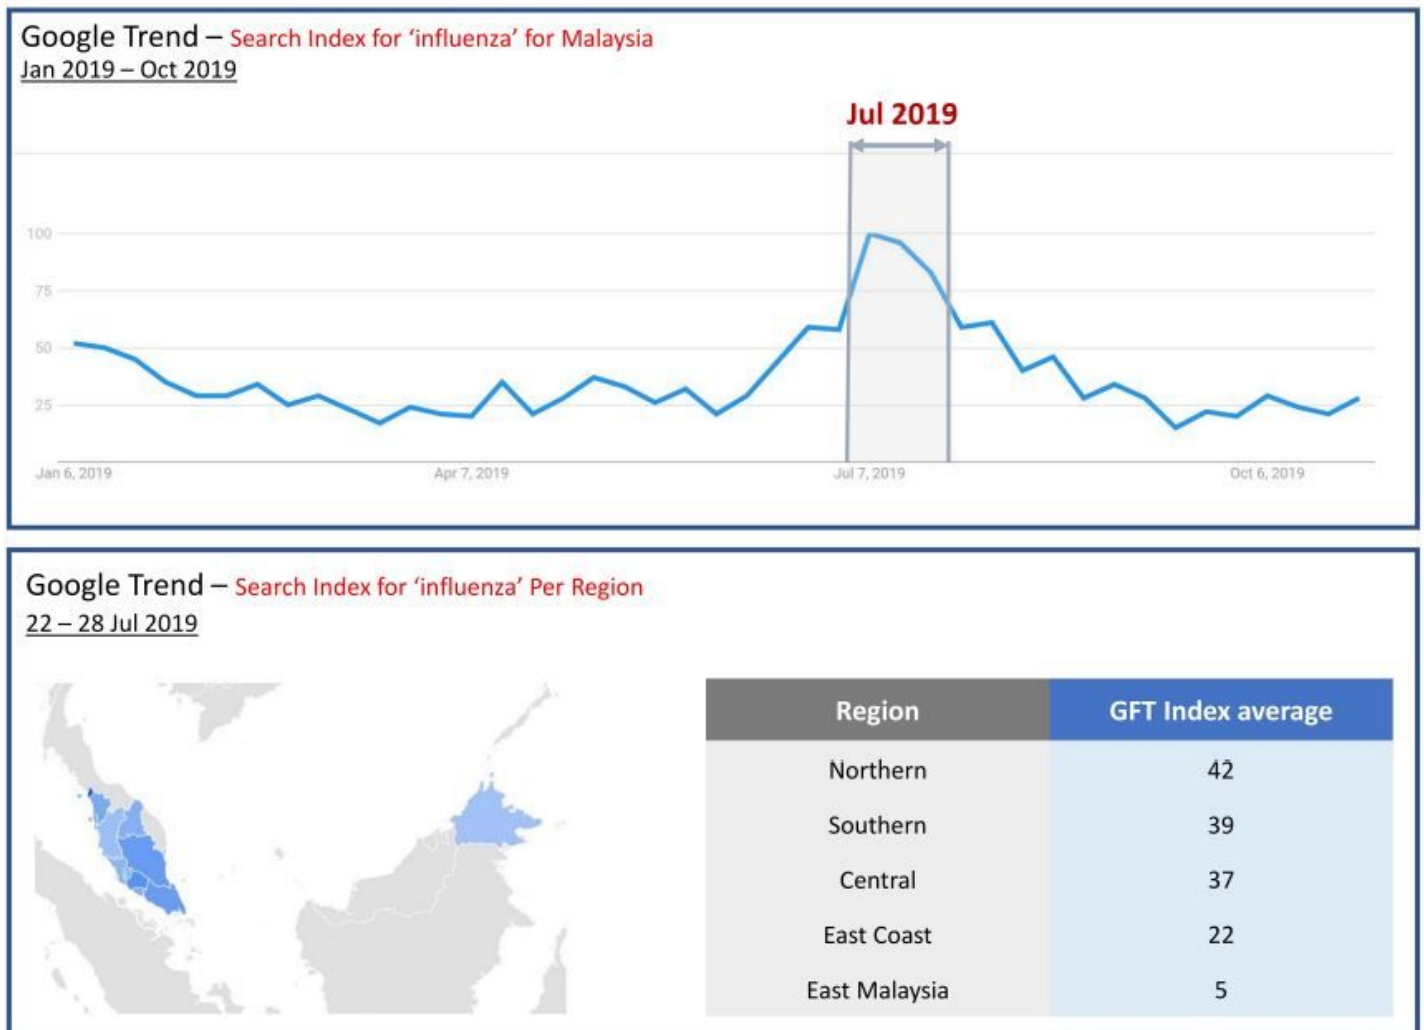 Google Trend – Search Index for ‘influenza’ for Malaysia
Jan 2019 – Oct 2019
Jul 2019
100
75
50
25
Jan 6, 2019 Apr 7, 2019 Jul 7, 2019 Oct 6, 2019
Google Trend – Search Index for ‘influenza’ Per Region
22 – 28 Jul 2019
Region GFT Index average
Northern 42
Southern 39
Central 37
East Coast 22
East Malaysia 5